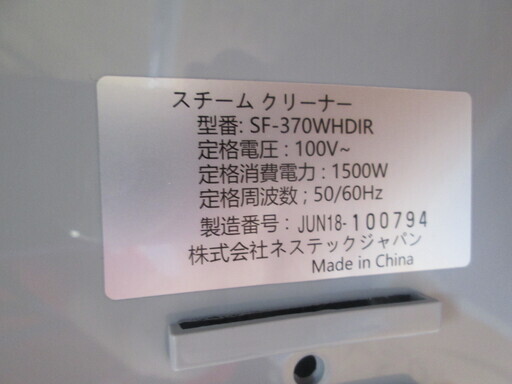 スチーム クリーナー
型番: SF-370WHDIR
定格電圧 : 100V~
定格消費電力 : 1500W
定格周波数 ; 50/60Hz
製造番号 : JUN18-100794
株式会社ネステックジャパン
Made in China